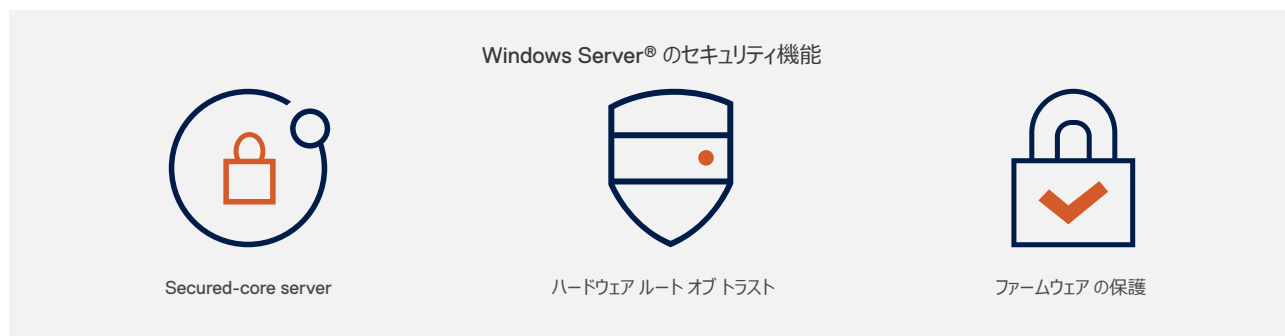 Windows Server® のセキュリティ機能
Secured-core server
ハードウェア ルート オブ トラスト
ファームウェア の保護